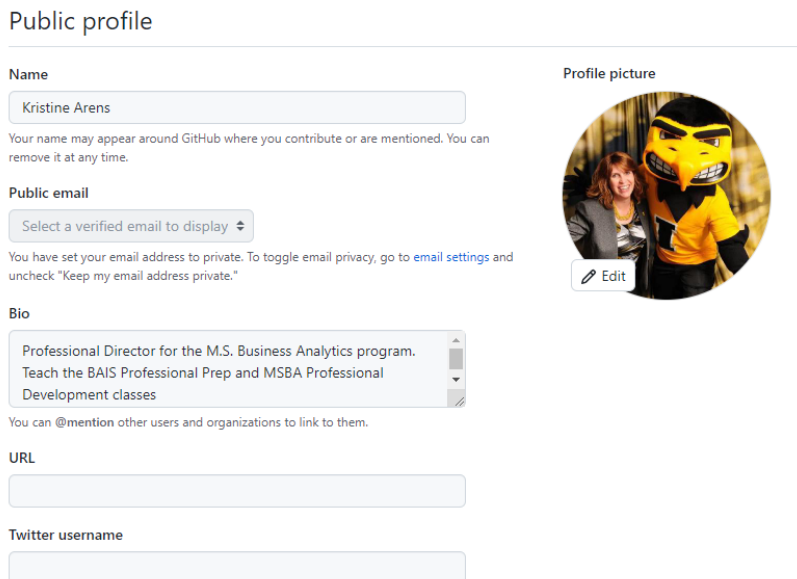 Public profile
Name
Kristine Arens
Your name may appear around GitHub where you contribute or are mentioned. You can
remove it at any time.
Public email
Select a verified email to display
You have set your email address to private. To toggle email privacy, go to email settings and
uncheck "Keep my email address private."
Bio
Professional Director for the M.S. Business Analytics program.
Teach the BAIS Professional Prep and MSBA Professional
Development classes
You can @mention other users and organizations to link to them.
URL
Twitter username
Profile picture
I
Edit